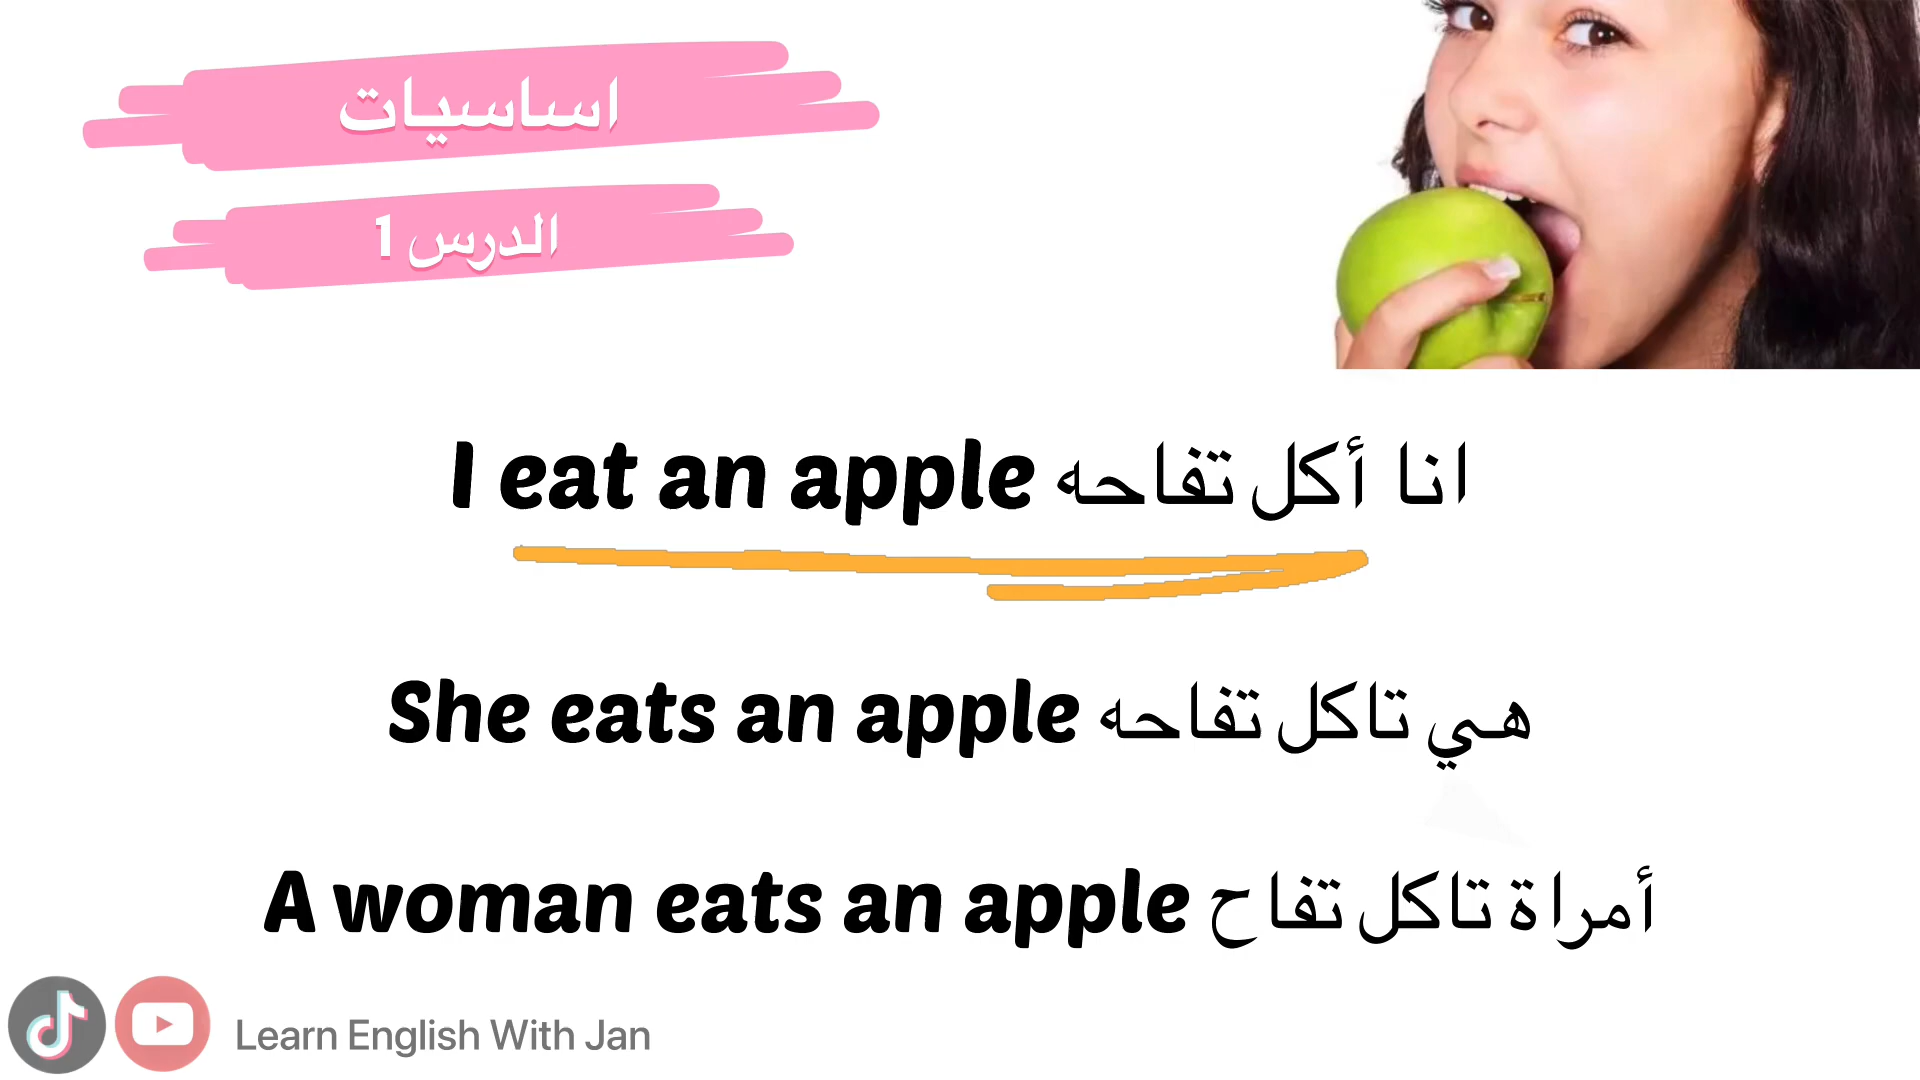 اساسيات
الدرس 1
I eat an apple انا أكل تفاحه
She eats an apple هي تاكل تفاحه
A woman eats an apple أمراة تاكل تفاح
Learn English With Jan